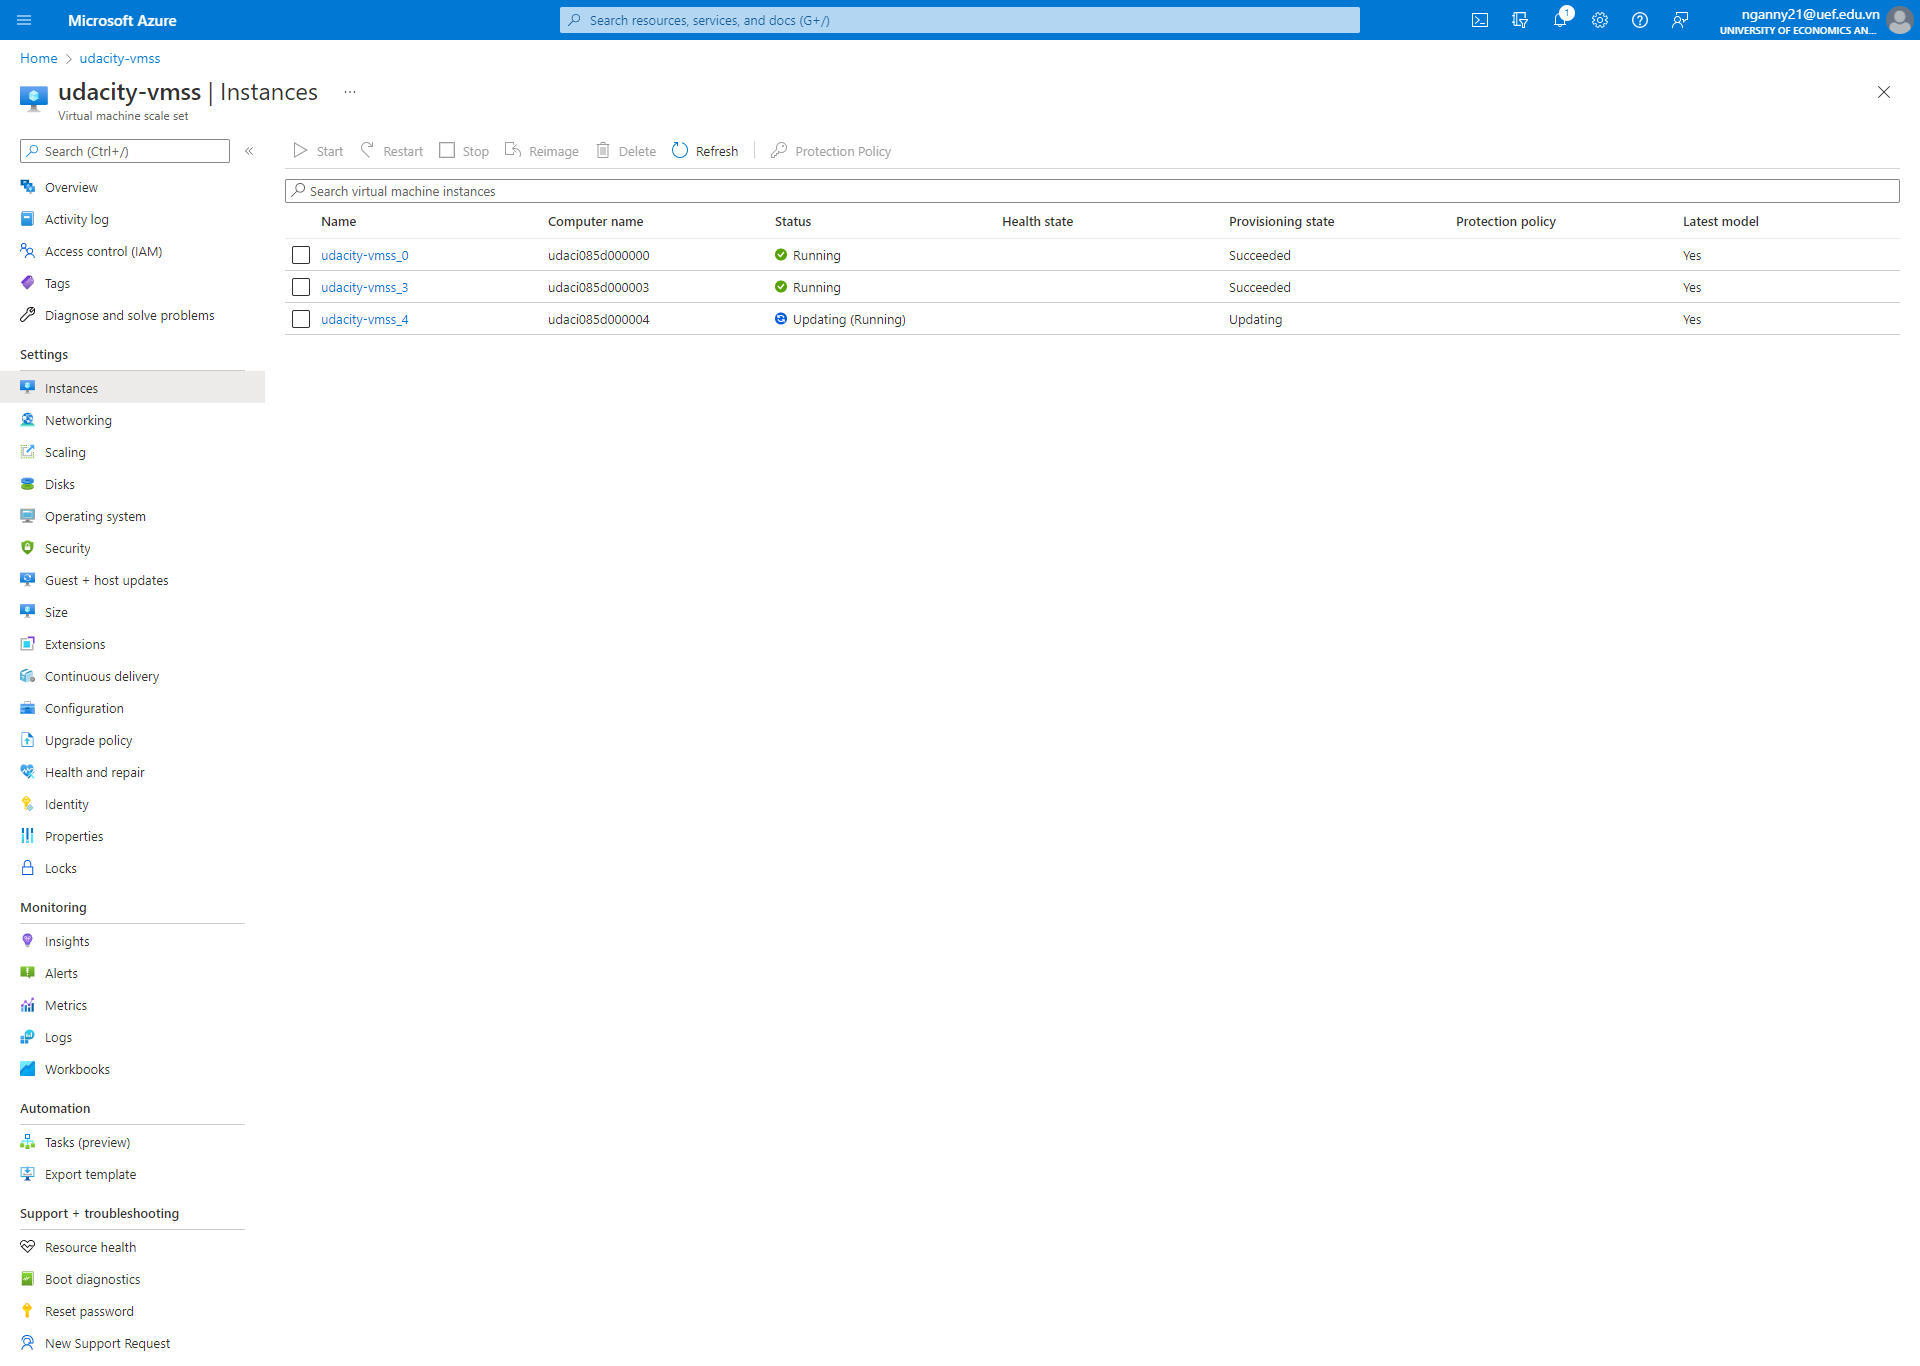 Microsoft Azure
Search resources, services, and docs (G+/)
1
nganny21@uef.edu.vn
UNIVERSITY OF ECONOMICS AN...
Home > udacity-vmss
udacity-vmss | Instances ...
Virtual machine scale set
Search (Ctrl+/) «
Start Restart Stop Reimage Delete Refresh Protection Policy
Search virtual machine instances
Name Computer name Status Health state Provisioning state Protection policy Latest model
udacity-vmss_0 udaci085d000000 Running Succeeded Yes
udacity-vmss_3 udaci085d000003 Running Succeeded Yes
udacity-vmss_4 udaci085d000004 Updating (Running) Updating Yes
Overview
Activity log
Access control (IAM)
Tags
Diagnose and solve problems
Settings
Instances
Networking
Scaling
Disks
Operating system
Security
Guest + host updates
Size
Extensions
Continuous delivery
Configuration
Upgrade policy
Health and repair
Identity
Properties
Locks
Monitoring
Insights
Alerts
Metrics
Logs
Workbooks
Automation
Tasks (preview)
Export template
Support + troubleshooting
Resource health
Boot diagnostics
Reset password
New Support Request